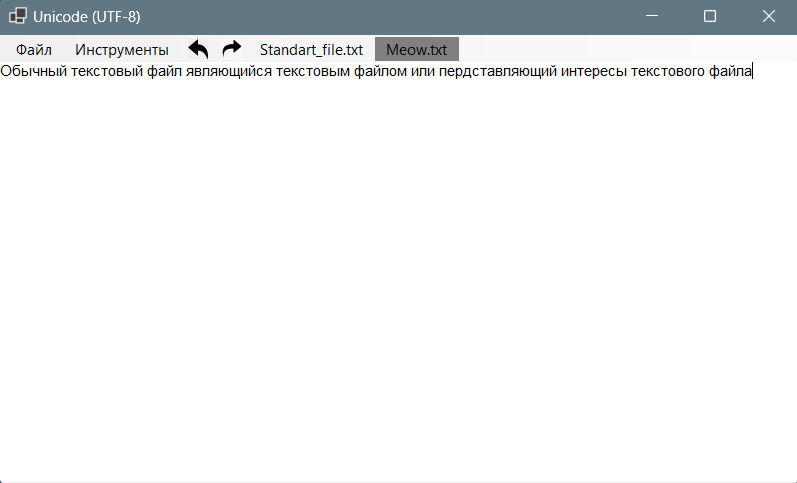 Unicode (UTF-8)
Файл Инструменты Standart_file.txt Meow.txt
Обычный текстовый файл являющийся текстовым файлом или пердставляющий интересы текстового файла